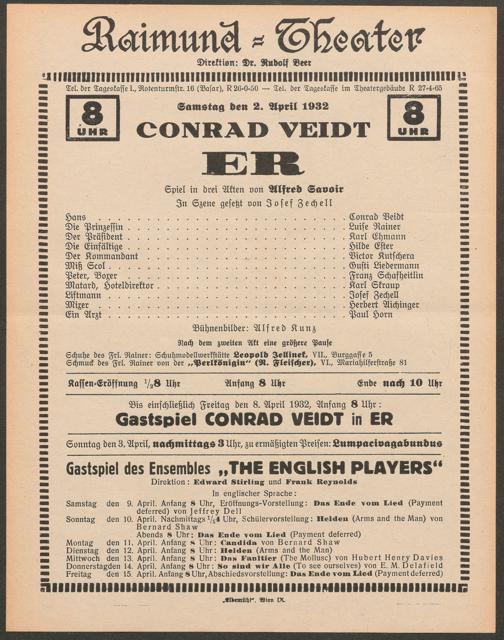 Raimund = Theater
Direktion: Dr. Rudolf Beer
Tel. der Tageskasse I., Rotenturmstr. 16 (Basar), R 26-0-50 — Tel. der Tageskasse im Theatergebäude R 27-4-65
8 UHR
8 UHR
Samstag den 2. April 1932
CONRAD VEIDT
ER
Spiel in drei Akten von Alfred Savoir
In Szene gesetzt von Josef Zechell
Hans . . . . . Conrad Veidt
Die Prinzessin . . . . . Luise Rainer
Der Präsident . . . . . Karl Ehmann
Die Einfältige . . . . . Hilde Ester
Der Kommandant . . . . . Victor Kutschera
Miß Scol . . . . . Gusti Liedermann
Peter, Boxer . . . . . Franz Schafheitlin
Matard, Hoteldirektor . . . . . Karl Skraup
Liftmann . . . . . Josef Zechell
Mixer . . . . . Herbert Aichinger
Ein Arzt . . . . . Paul Horn
Bühnenbilder: Alfred Kunz
Nach dem zweiten Akt eine größere Pause
Schuhe des Frl. Rainer: Schuhmodellwerkstätte Leopold Jellinek, VII., Burggasse 5
Schmuck des Frl. Rainer von der „Perlkönigin" (R. Fleischer), VI., Mariahilferstraße 81
Kassen-Eröffnung ½8 Uhr Anfang 8 Uhr Ende nach 10 Uhr
Bis einschließlich Freitag den 8. April 1932, Anfang 8 Uhr:
Gastspiel CONRAD VEIDT in ER
Sonntag den 3. April, nachmittags 3 Uhr, zu ermäßigten Preisen: Lumpacivagabundus
Gastspiel des Ensembles „THE ENGLISH PLAYERS"
Direktion: Edward Stirling und Frank Reynolds
In englischer Sprache:
Samstag den 9. April. Anfang 8 Uhr, Eröffnungs-Vorstellung: Das Ende vom Lied (Payment
deferred) von Jeffrey Dell
Sonntag den 10. April. Nachmittags ½4 Uhr, Schülervorstellung: Helden (Arms and the Man) von
Bernard Shaw
Abends 8 Uhr: Das Ende vom Lied (Payment deferred)
Montag den 11. April. Anfang 8 Uhr: Candida von Bernard Shaw
Dienstag den 12. April. Anfang 8 Uhr: Helden (Arms and the Man)
Mittwoch den 13. April. Anfang 8 Uhr: Das Faultier (The Mollusc) von Hubert Henry Davies
Donnerstag den 14. April. Anfang 8 Uhr: So sind wir Alle (To see ourselves) von E. M. Delafield
Freitag den 15. April. Anfang 8 Uhr, Abschiedsvorstellung: Das Ende vom Lied (Payment deferred)
„Elbemühl", Wien IX.